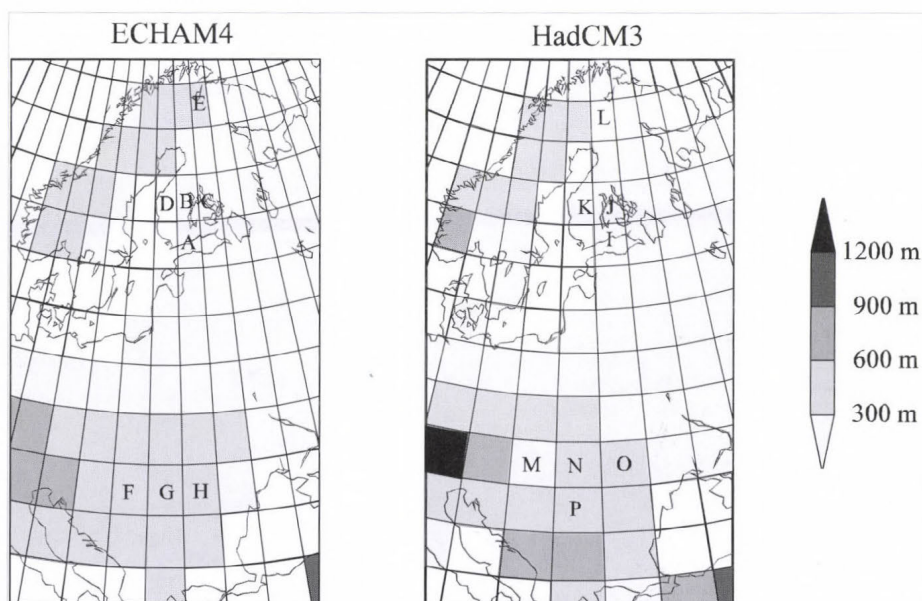 ECHAM4
HadCM3
E
L
D B C
K J
A
I
1200 m
900 m
600 m
300 m
F G H
M N O
P